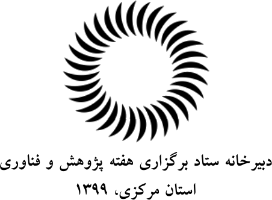 دبیرخانه ستاد برگزاری هفته پژوهش و فناوری
استان مرکزی، ۱۳۹۹